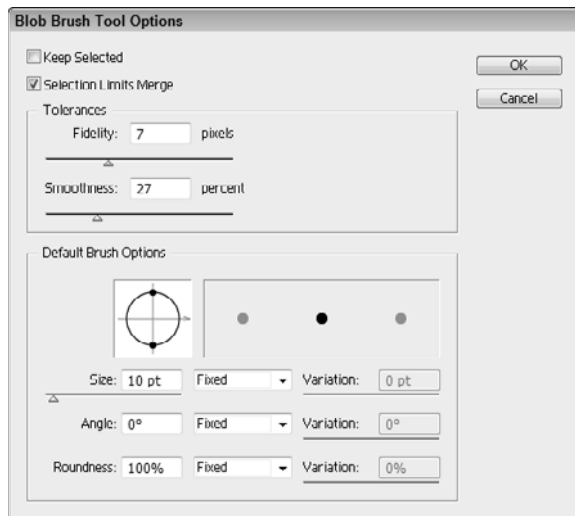 Blob Brush Tool Options
Keep Selected
OK
Selection Limits Merge
Cancel
Tolerances
Fidelity: 7 pixels
Smoothness: 27 percent
Default Brush Options
Size: 10 pt Fixed Variation: 0 pt
Angle: 0° Fixed Variation: 0°
Roundness: 100% Fixed Variation: 0%